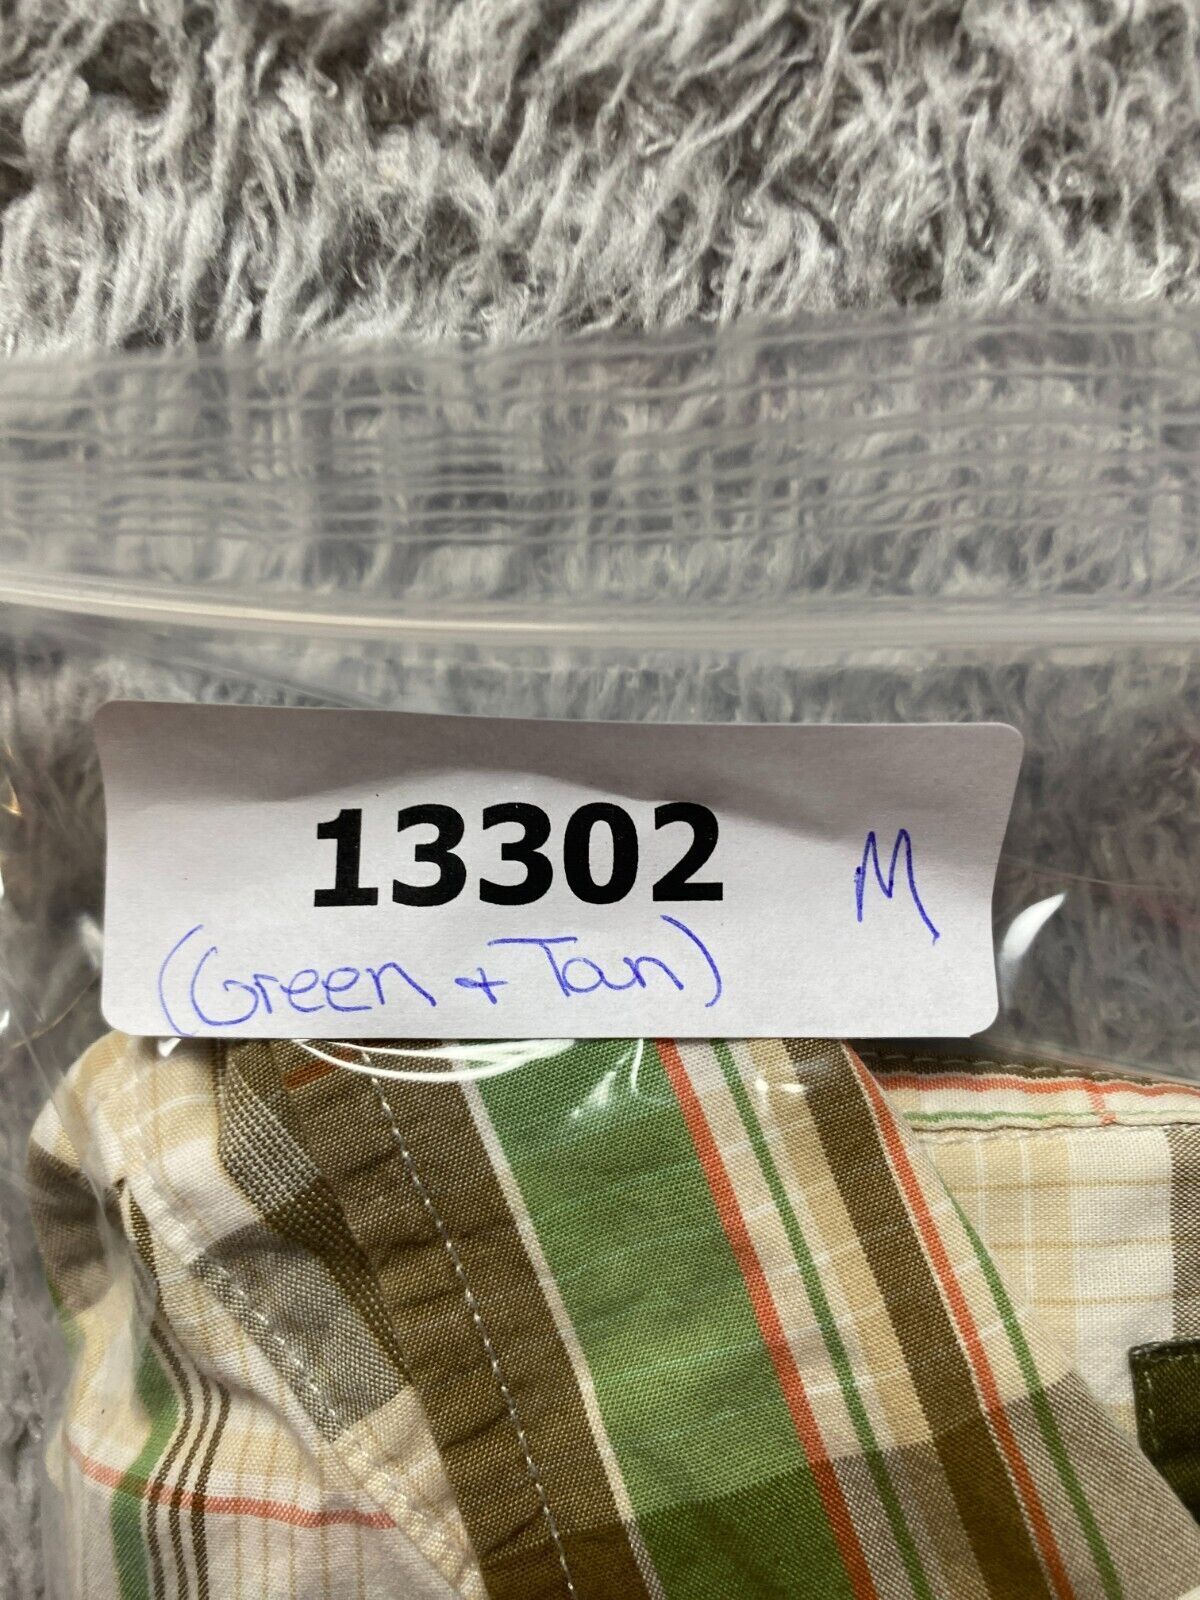 13302 M
(Green + Tan)